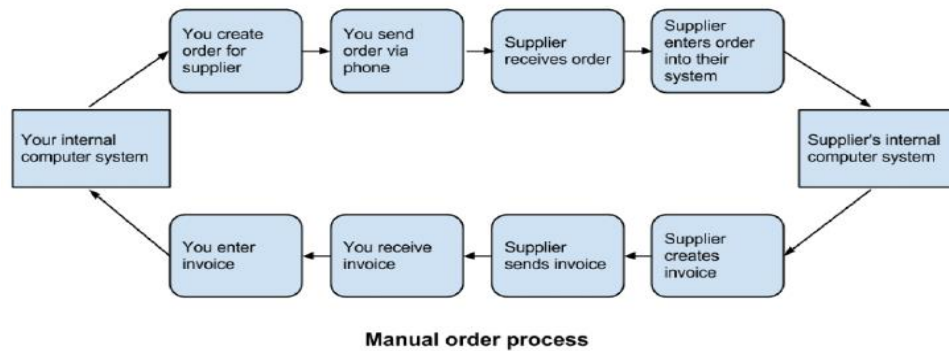 You create
order for
supplier
You send
order via
phone
Supplier
receives order
Supplier
enters order
into their
system
Your internal
computer system
Supplier's internal
computer system
You enter
invoice
You receive
invoice
Supplier
sends invoice
Supplier
creates
invoice
Manual order process